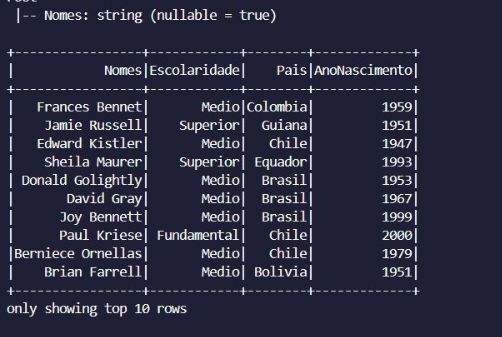 |-- Nomes: string (nullable = true)

+-----------------+------------+--------+-------------+
|            Nomes|Escolaridade|    Pais|AnoNascimento|
+-----------------+------------+--------+-------------+
|   Frances Bennet|       Medio|Colombia|         1959|
|    Jamie Russell|    Superior|  Guiana|         1951|
|   Edward Kistler|       Medio|   Chile|         1947|
|    Sheila Maurer|    Superior| Equador|         1993|
| Donald Golightly|       Medio|  Brasil|         1953|
|       David Gray|       Medio|  Brasil|         1967|
|      Joy Bennett|       Medio|  Brasil|         1999|
|      Paul Kriese| Fundamental|   Chile|         2000|
|Berniece Ornellas|       Medio|   Chile|         1979|
|    Brian Farrell|       Medio| Bolivia|         1951|
+-----------------+------------+--------+-------------+
only showing top 10 rows